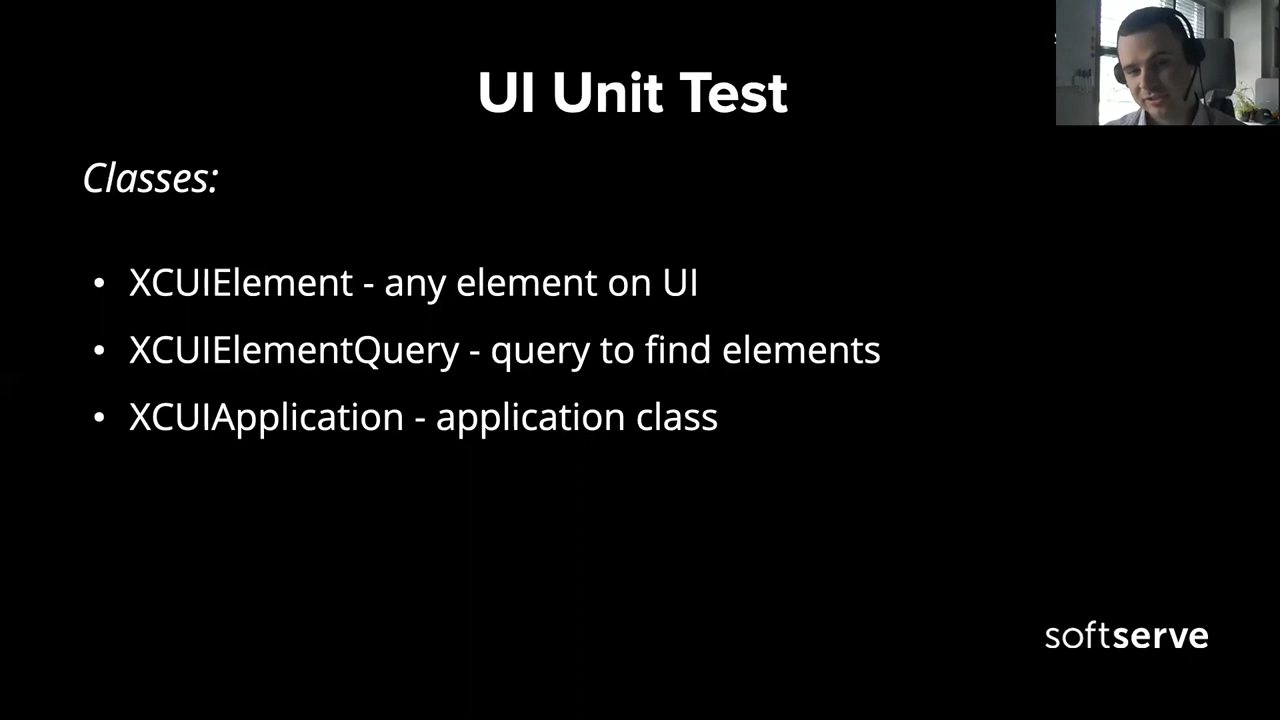 UI Unit Test
Classes:
• XCUIElement - any element on UI
• XCUIElementQuery - query to find elements
• XCUIApplication - application class
softserve